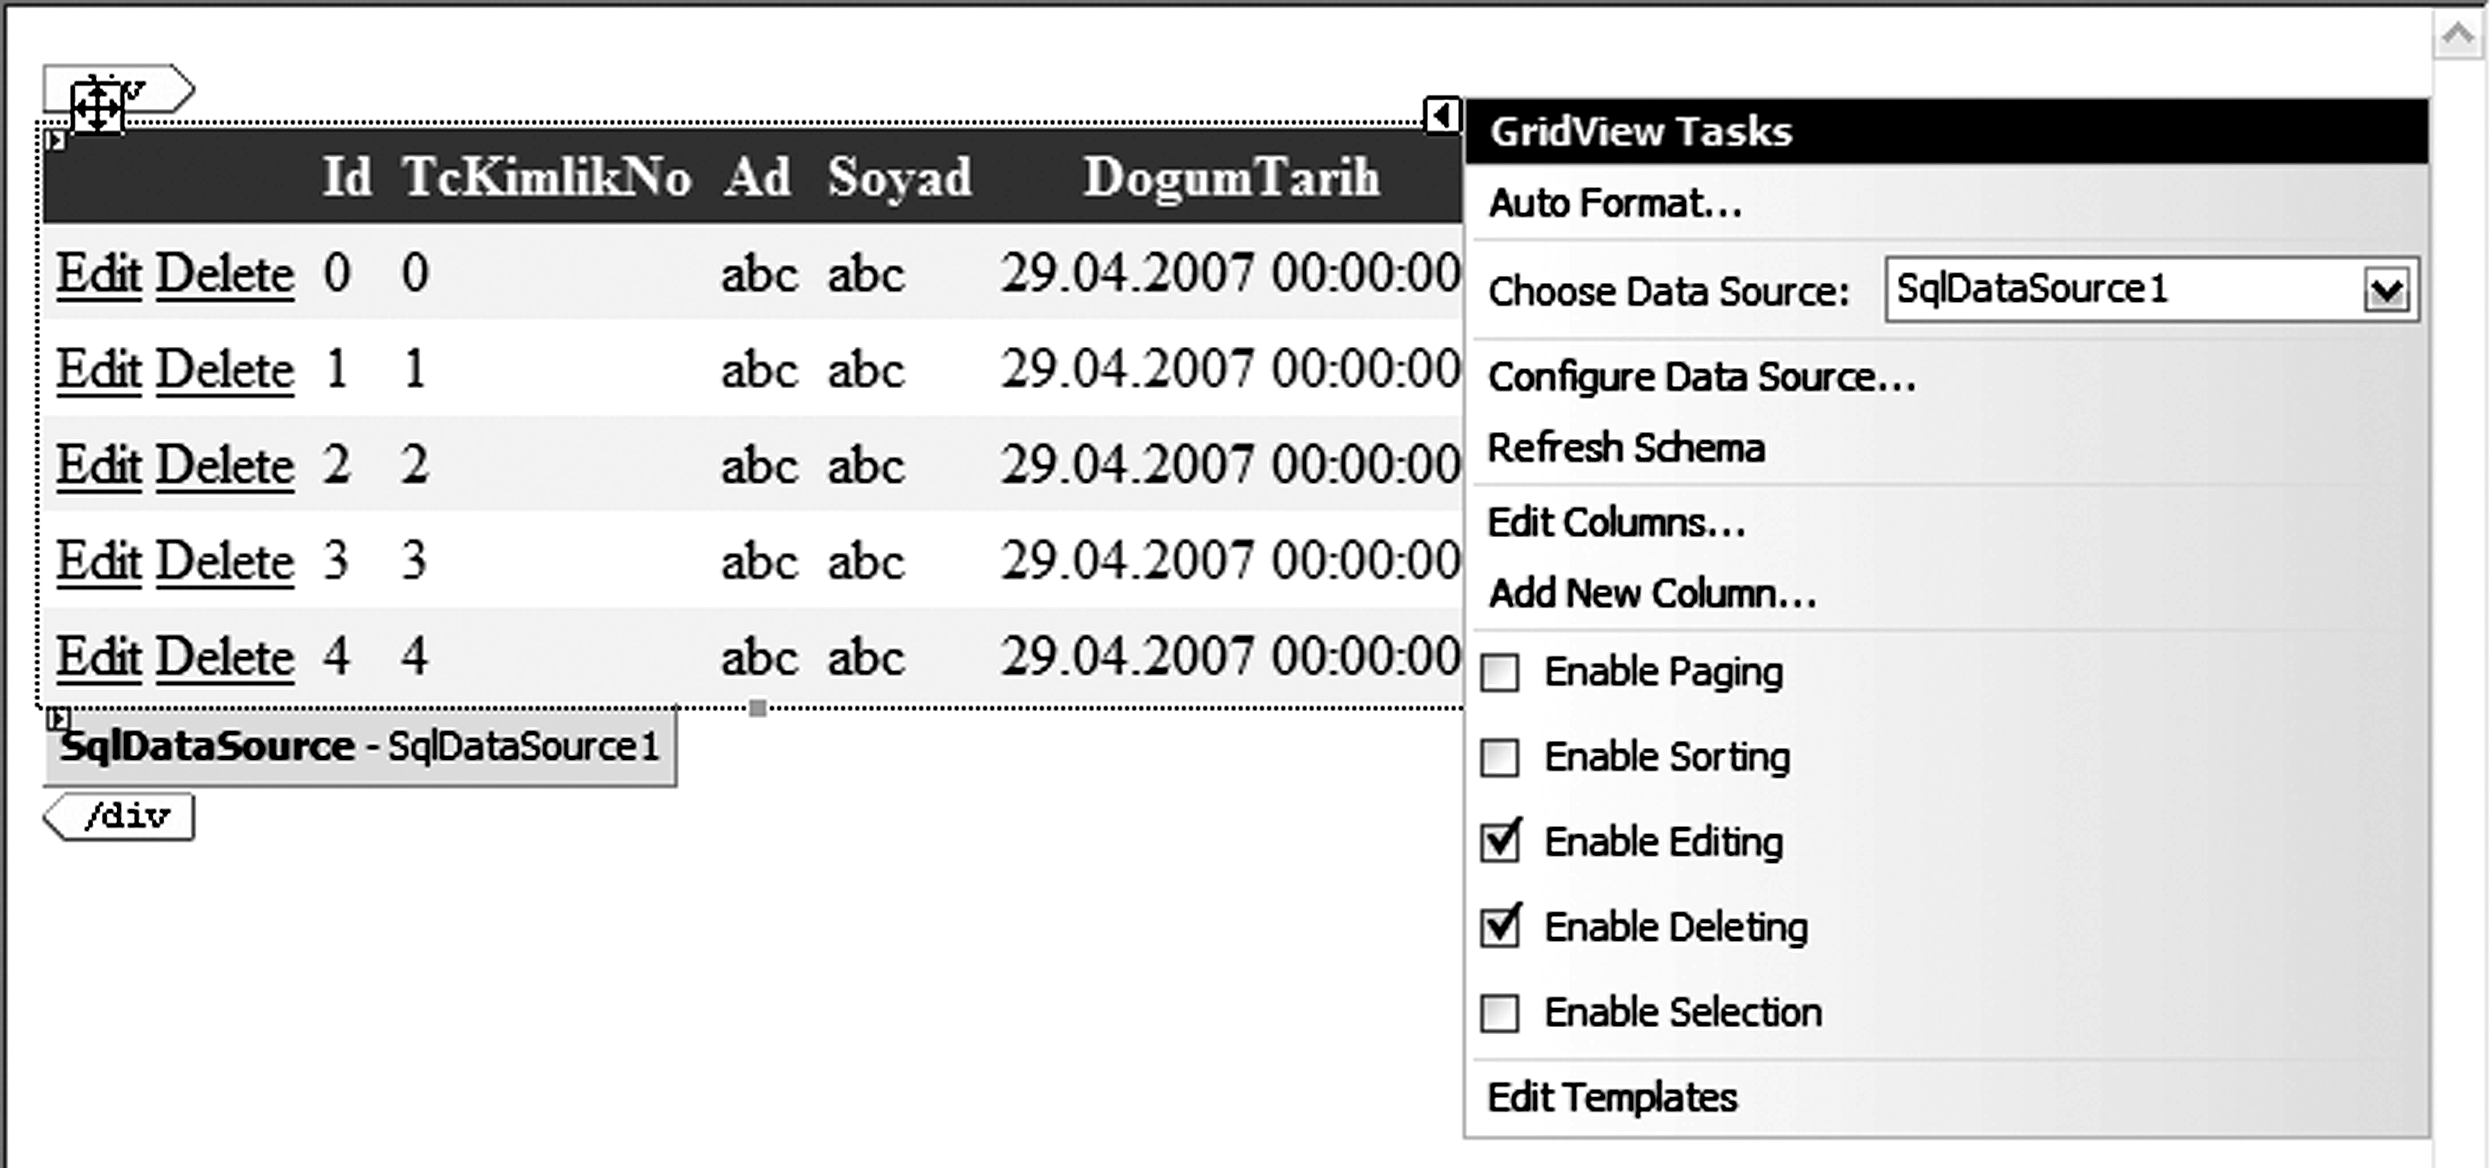 Id TcKimlikNo Ad Soyad DogumTarih
Edit Delete 0 0 abc abc 29.04.2007 00:00:00
Edit Delete 1 1 abc abc 29.04.2007 00:00:00
Edit Delete 2 2 abc abc 29.04.2007 00:00:00
Edit Delete 3 3 abc abc 29.04.2007 00:00:00
Edit Delete 4 4 abc abc 29.04.2007 00:00:00
SqlDataSource - SqlDataSource1
/div
GridView Tasks
Auto Format...
Choose Data Source: SqlDataSource1
Configure Data Source...
Refresh Schema
Edit Columns...
Add New Column...
Enable Paging
Enable Sorting
Enable Editing
Enable Deleting
Enable Selection
Edit Templates